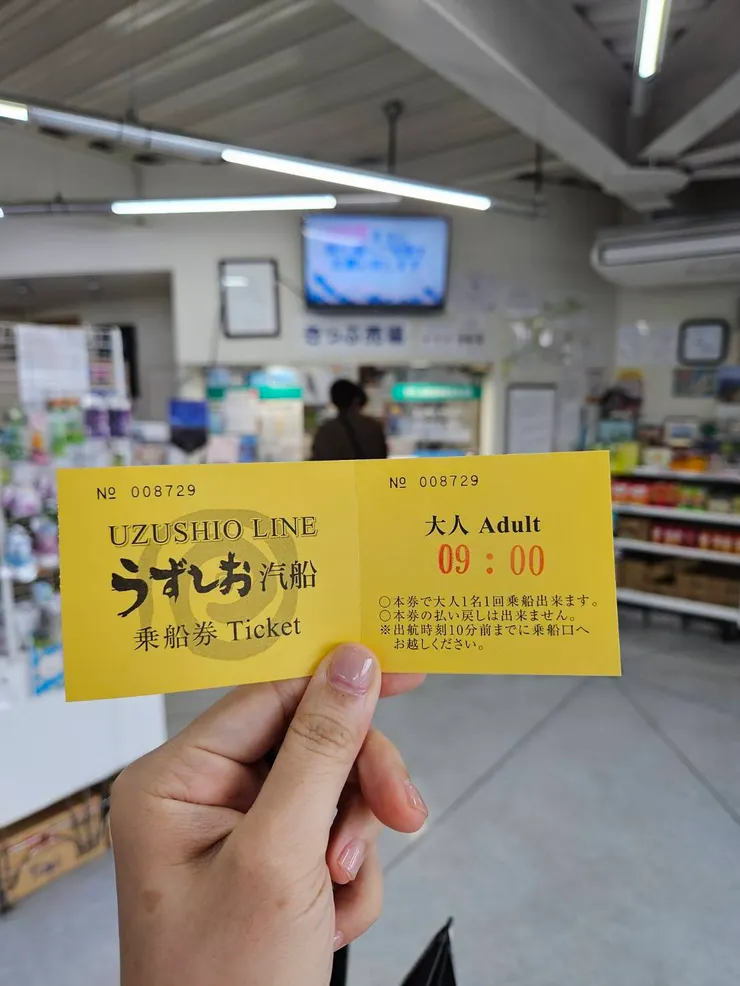 きっぷ売場
№ 008729
UZUSHIO LINE
うずしお汽船
乗船券 Ticket
№ 008729
大人 Adult
09:00
○本券で大人1名1回乗船出来ます。
○本券の払い戻しは出来ません。
※出航時刻10分前までに乗船口へ
お越しください。